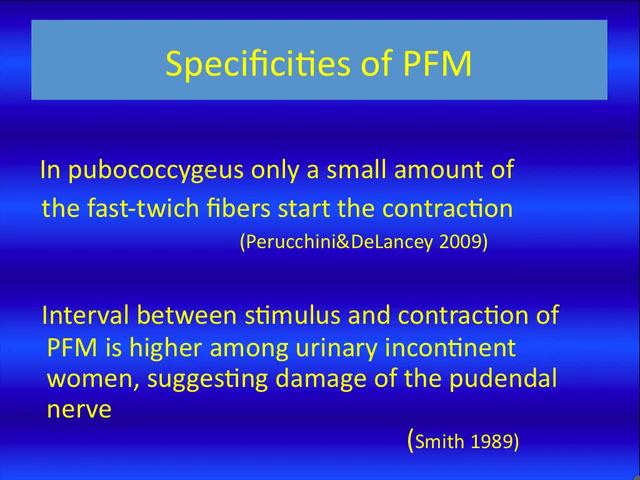 Specificities of PFM
In pubococcygeus only a small amount of
the fast-twich fibers start the contraction
(Perucchini&DeLancey 2009)
Interval between stimulus and contraction of
PFM is higher among urinary incontinent
women, suggesting damage of the pudendal
nerve
(Smith 1989)